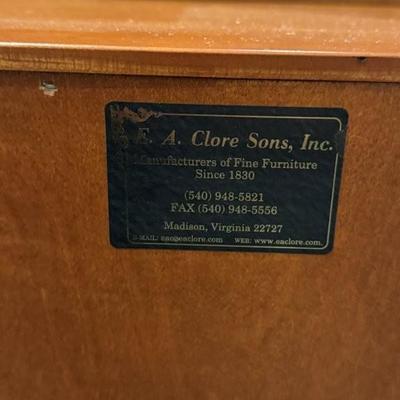 E. A. Clore Sons, Inc.
Manufacturers of Fine Furniture
Since 1830
(540) 948-5821
FAX (540) 948-5556
Madison, Virginia 22727
E-MAIL: eac@eaclore.com WEB: www.eaclore.com.